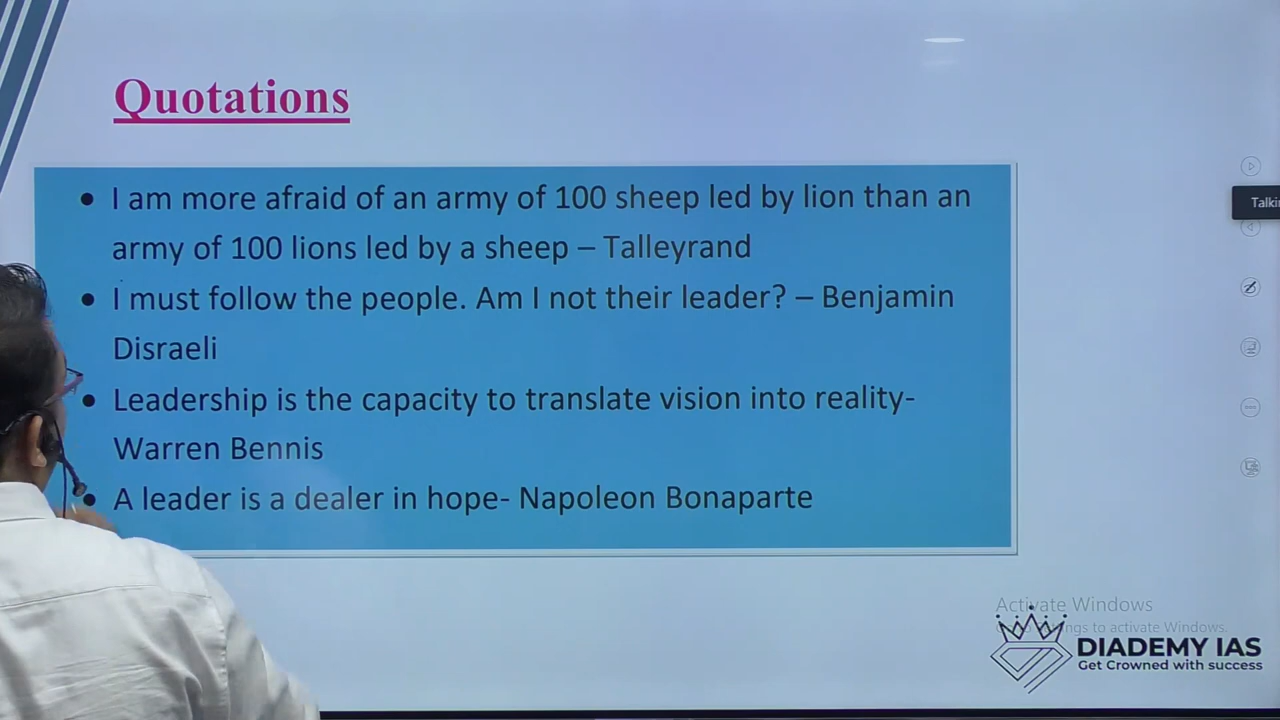 Quotations
• I am more afraid of an army of 100 sheep led by lion than an
army of 100 lions led by a sheep – Talleyrand
• I must follow the people. Am I not their leader? – Benjamin
Disraeli
• Leadership is the capacity to translate vision into reality-
Warren Bennis
• A leader is a dealer in hope- Napoleon Bonaparte
Talki
Activate Windows
to activate Windows.
DIADEMY IAS
Get Crowned with success